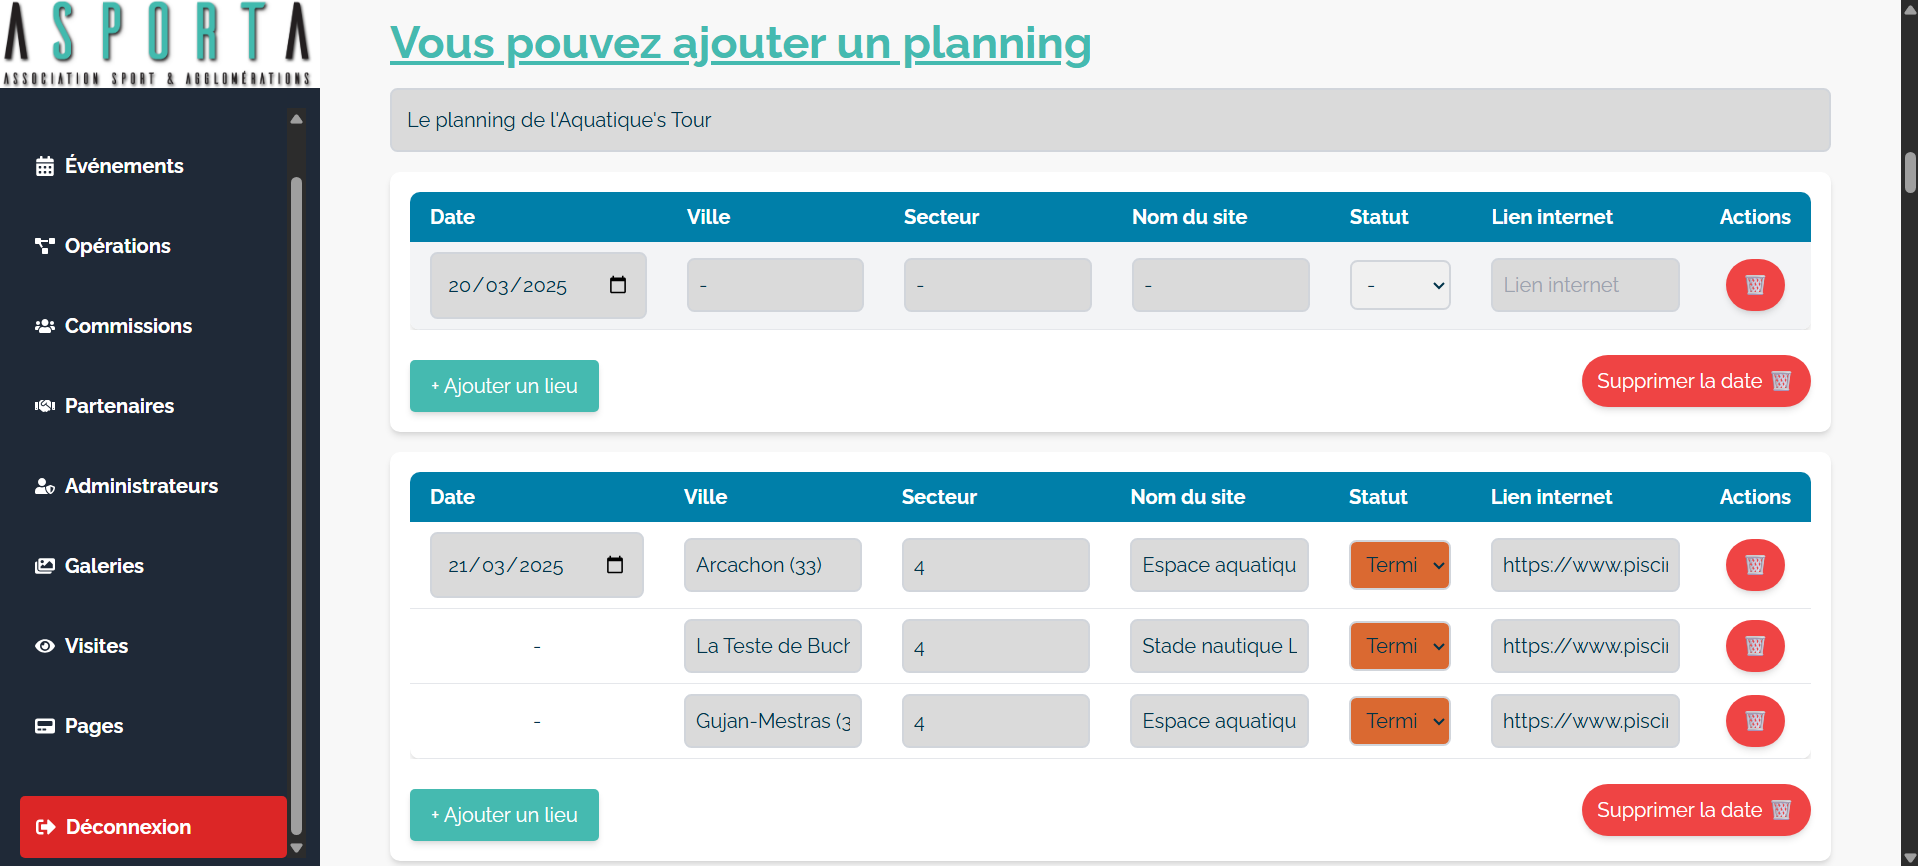 ASPORTA
ASSOCIATION SPORT & AGGLOMÉRATIONS
Événements
Opérations
Commissions
Partenaires
Administrateurs
Galeries
Visites
Pages
Déconnexion
Vous pouvez ajouter un planning
Le planning de l'Aquatique's Tour
Date Ville Secteur Nom du site Statut Lien internet Actions
20/03/2025 - - - - Lien internet
+ Ajouter un lieu Supprimer la date
Date Ville Secteur Nom du site Statut Lien internet Actions
21/03/2025 Arcachon (33) 4 Espace aquatiqu Termi https://www.piscin
- La Teste de Buch 4 Stade nautique L Termi https://www.piscin
- Gujan-Mestras (3 4 Espace aquatiqu Termi https://www.piscin
+ Ajouter un lieu Supprimer la date